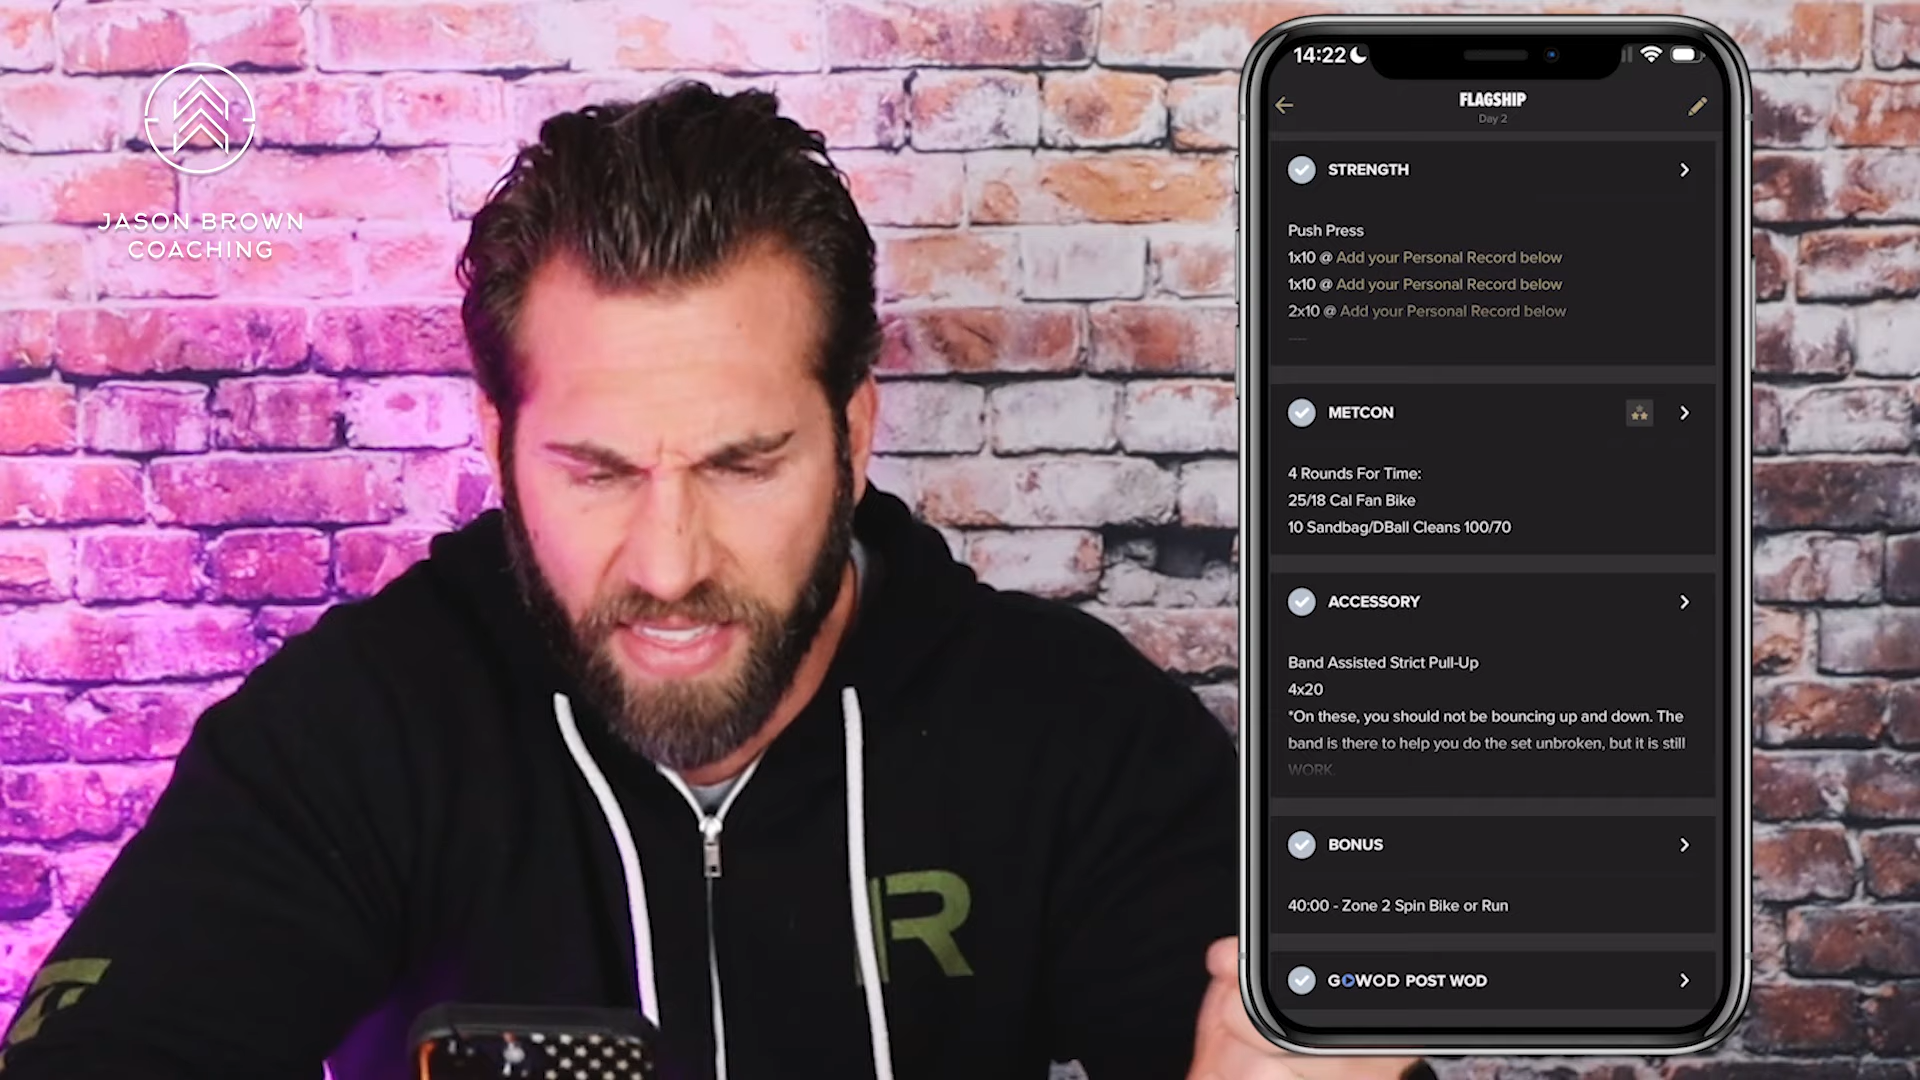 JASON BROWN
COACHING
R
14:22
FLAGSHIP
Day 2
STRENGTH
Push Press
1x10 @ Add your Personal Record below
1x10 @ Add your Personal Record below
2x10 @ Add your Personal Record below
----
METCON
4 Rounds For Time:
25/18 Cal Fan Bike
10 Sandbag/DBall Cleans 100/70
ACCESSORY
Band Assisted Strict Pull-Up
4x20
*On these, you should not be bouncing up and down. The
band is there to help you do the set unbroken, but it is still
WORK.
BONUS
40:00 - Zone 2 Spin Bike or Run
GOWOD POST WOD